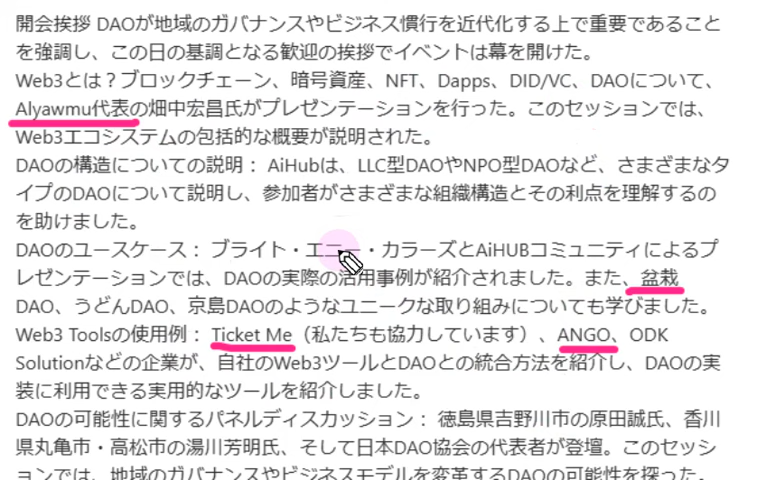 開会挨拶 DAOが地域のガバナンスやビジネス慣行を近代化する上で重要であること
を強調し、この日の基調となる歓迎の挨拶でイベントは幕を開けた。
Web3とは？ブロックチェーン、暗号資産、NFT、Dapps、DID/VC、DAOについて、
Alyawmu代表の畑中宏昌氏がプレゼンテーションを行った。このセッションでは、
Web3エコシステムの包括的な概要が説明された。
DAOの構造についての説明： AiHubは、LLC型DAOやNPO型DAOなど、さまざまなタ
イプのDAOについて説明し、参加者がさまざまな組織構造とその利点を理解するの
を助けました。
DAOのユースケース： ブライト・エニー・カラーズとAiHUBコミュニティによるプ
レゼンテーションでは、DAOの実際の活用事例が紹介されました。また、盆栽
DAO、うどんDAO、京島DAOのようなユニークな取り組みについても学びました。
Web3 Toolsの使用例： Ticket Me（私たちも協力しています）、ANGO、ODK
Solutionなどの企業が、自社のWeb3ツールとDAOとの統合方法を紹介し、DAOの実
装に利用できる実用的なツールを紹介しました。
DAOの可能性に関するパネルディスカッション： 徳島県吉野川市の原田誠氏、香川
県丸亀市・高松市の湯川芳明氏、そして日本DAO協会の代表者が登壇。このセッシ
ョンでは、地域のガバナンスやビジネスモデルを変革するDAOの可能性を探った。